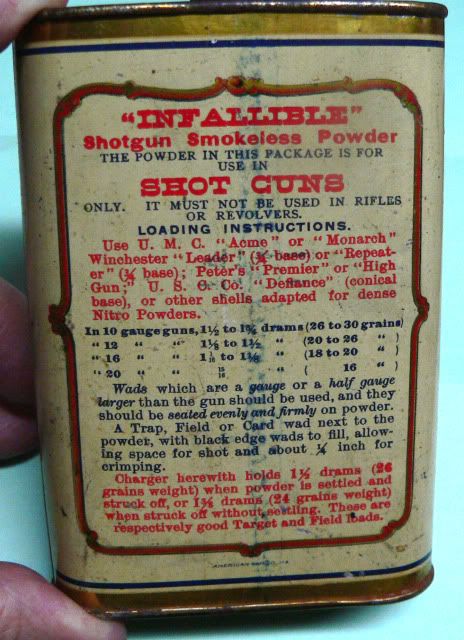 "INFALLIBLE"
Shotgun Smokeless Powder
THE POWDER IN THIS PACKAGE IS FOR
USE IN
SHOT GUNS
ONLY. IT MUST NOT BE USED IN RIFLES
OR REVOLVERS.
LOADING INSTRUCTIONS.
Use U. M. C. "Acme" or "Monarch"
Winchester "Leader" (¾ base) or "Repeat-
er" (¾ base); Peter's "Premier" or "High
Gun;" U. S. C. Co. "Defiance" (conical
base), or other shells adapted for dense
Nitro Powders.
In 10 gauge guns, 1½ to 1¾ drams (26 to 30 grains)
" 12 " " 1⅛ to 1½ " (20 to 26 " )
" 16 " " 1 1/16 to 1⅛ " (18 to 20 " )
" 20 " " 15/16 " ( 16 " )
Wads which are a gauge or a half gauge
larger than the gun should be used, and they
should be seated evenly and firmly on powder.
A Trap, Field or Card wad next to the
powder, with black edge wads to fill, allow-
ing space for shot and about ¼ inch for
crimping.
Charger herewith holds 1½ drams (26
grains weight) when powder is settled and
struck off, or 1⅜ drams (24 grains weight)
when struck off without settling. These are
respectively good Target and Field loads.
AMERICAN CAN CO.